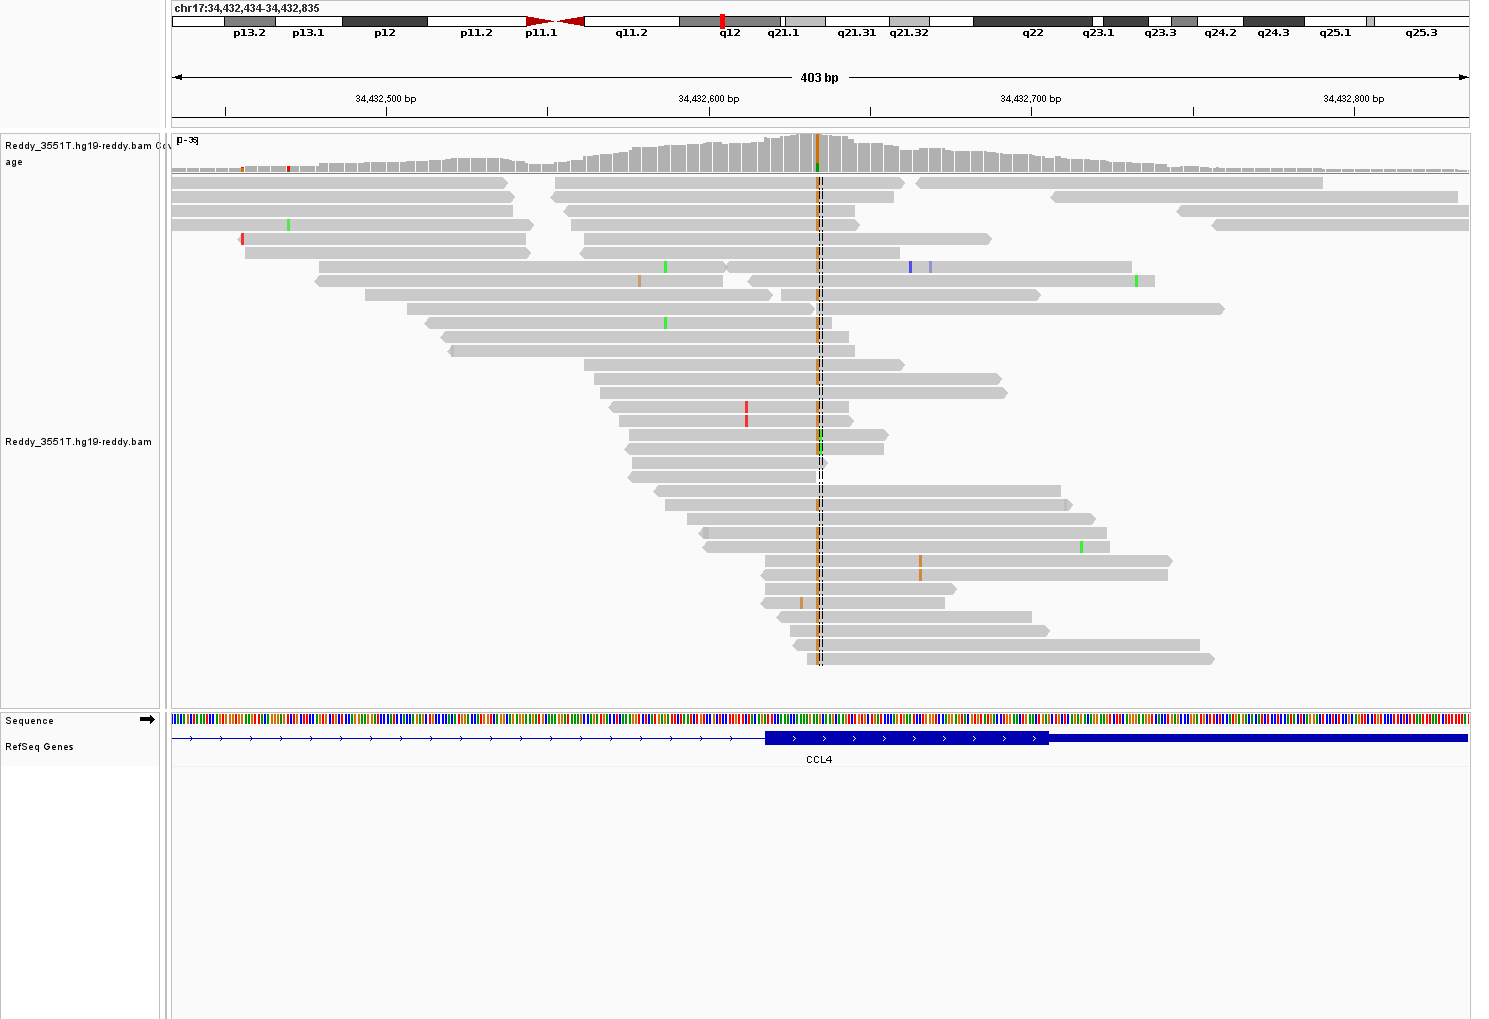 chr17:34,432,434-34,432,835
p13.2 p13.1 p12 p11.2 p11.1 q11.2 q12 q21.1 q21.31 q21.32 q22 q23.1 q23.3 q24.2 q24.3 q25.1 q25.3
403 bp
34,432,500 bp 34,432,600 bp 34,432,700 bp 34,432,800 bp
Reddy_3551T.hg19-reddy.bam Cov
age
Reddy_3551T.hg19-reddy.bam
Sequence
RefSeq Genes
CCL4